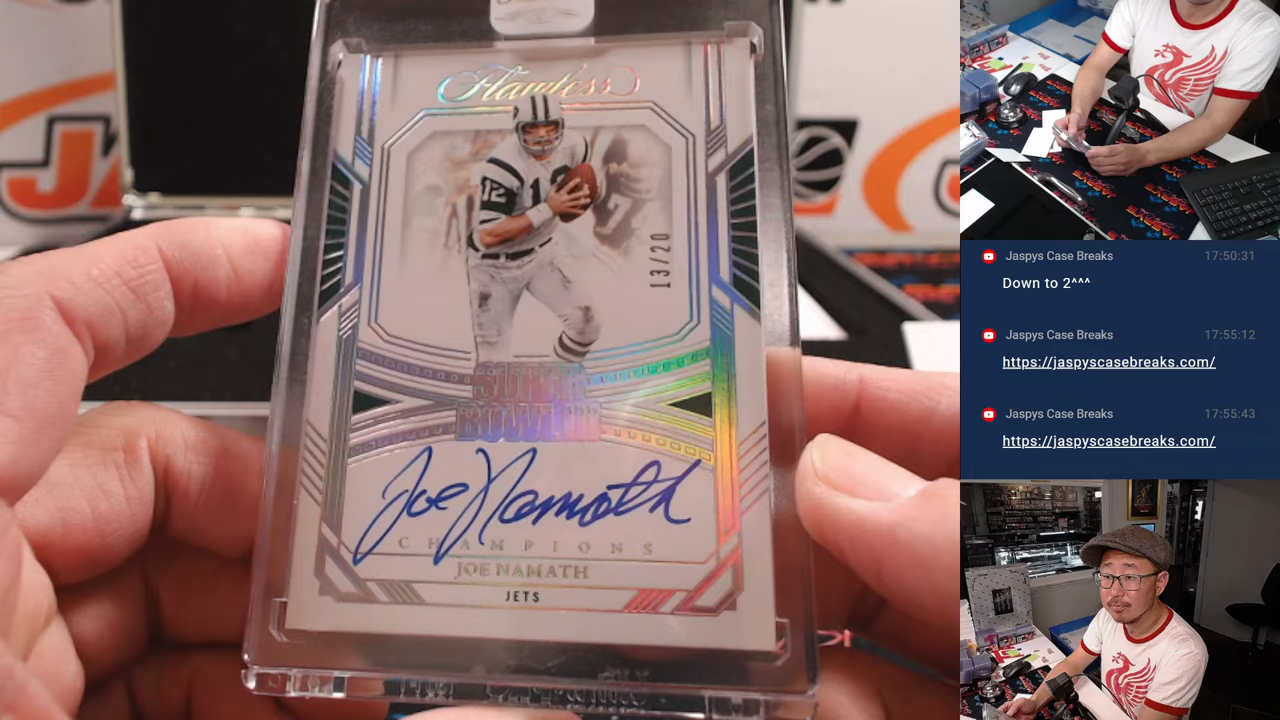 Flawless
12
12
13/20
SUPER
BOWL III
Joe Namath
CHAMPIONS
JOE NAMATH
JETS
Jaspys Case Breaks 17:50:31
Down to 2^^^
Jaspys Case Breaks 17:55:12
https://jaspyscasebreaks.com/
Jaspys Case Breaks 17:55:43
https://jaspyscasebreaks.com/